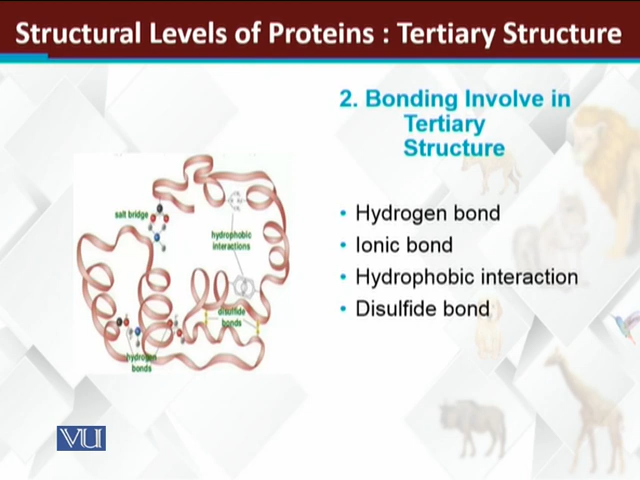 Structural Levels of Proteins : Tertiary Structure
2. Bonding Involve in
Tertiary
Structure
• Hydrogen bond
• Ionic bond
• Hydrophobic interaction
• Disulfide bond
salt bridge
hydrophobic
interactions
disulfide
bonds
hydrogen
bonds
VU